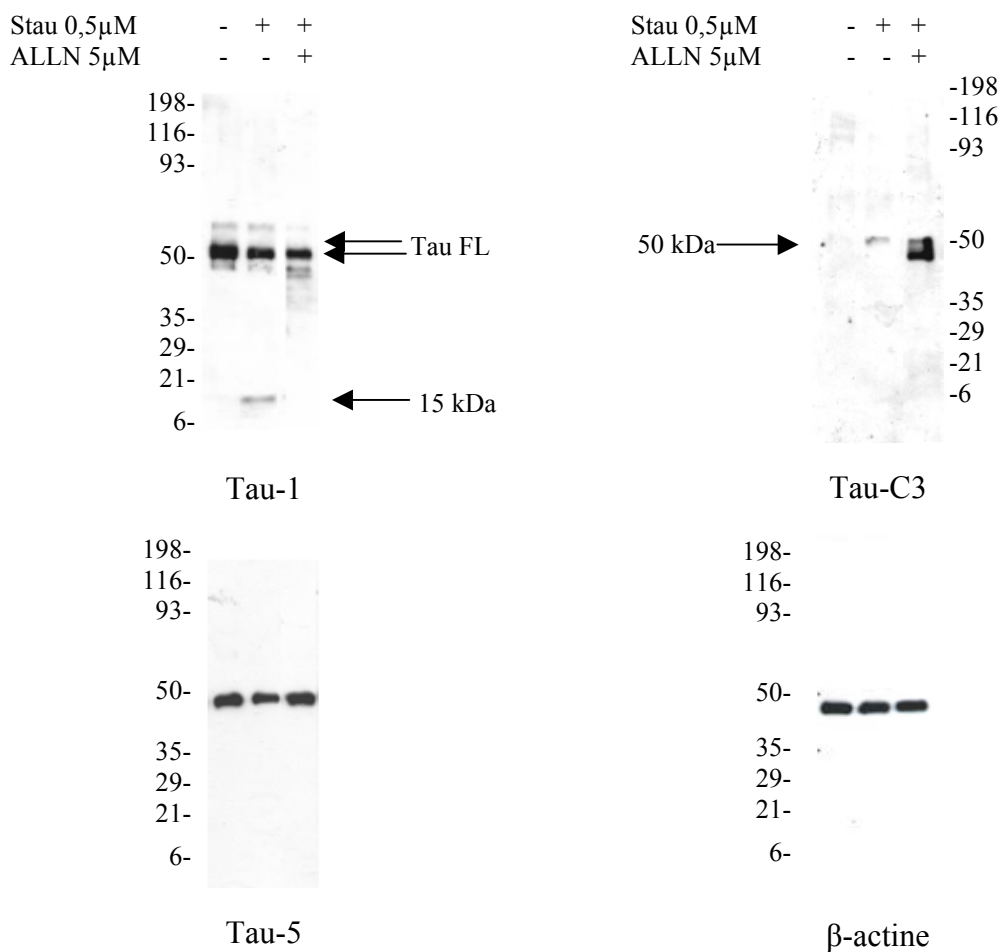 Stau 0,5µM - + +
ALLN 5µM - - +
198-
116-
93-
50-
35-
29-
21-
6-
Tau FL
15 kDa
Tau-1
Stau 0,5µM - + +
ALLN 5µM - - +
-198
-116
-93
-50
-35
-29
-21
-6
50 kDa
Tau-C3
198-
116-
93-
50-
35-
29-
21-
6-
Tau-5
198-
116-
93-
50-
35-
29-
21-
6-
β-actine